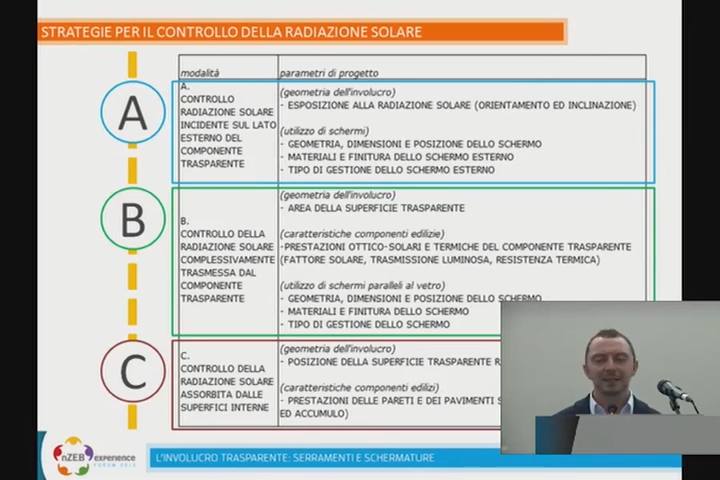 STRATEGIE PER IL CONTROLLO DELLA RADIAZIONE SOLARE
modalità
parametri di progetto
A
A.
CONTROLLO
RADIAZIONE SOLARE
INCIDENTE SUL LATO
ESTERNO DEL
COMPONENTE
TRASPARENTE
(geometria dell'involucro)
- ESPOSIZIONE ALLA RADIAZIONE SOLARE (ORIENTAMENTO ED INCLINAZIONE)
(utilizzo di schermi)
- GEOMETRIA, DIMENSIONI E POSIZIONE DELLO SCHERMO
- MATERIALI E FINITURA DELLO SCHERMO ESTERNO
- TIPO DI GESTIONE DELLO SCHERMO ESTERNO
B
B.
CONTROLLO DELLA
RADIAZIONE SOLARE
COMPLESSIVAMENTE
TRASMESSA DAL
COMPONENTE
TRASPARENTE
(geometria dell'involucro)
- AREA DELLA SUPERFICIE TRASPARENTE
(caratteristiche componenti edilizie)
-PRESTAZIONI OTTICO-SOLARI E TERMICHE DEL COMPONENTE TRASPARENTE
(FATTORE SOLARE, TRASMISSIONE LUMINOSA, RESISTENZA TERMICA)
(utilizzo di schermi paralleli al vetro)
- GEOMETRIA, DIMENSIONI E POSIZIONE DELLO SCHERMO
- MATERIALI E FINITURA DELLO SCHERMO
- TIPO DI GESTIONE DELLO SCHERMO
C
C.
CONTROLLO DELLA
RADIAZIONE SOLARE
ASSORBITA DALLE
SUPERFICI INTERNE
(geometria dell'involucro)
- POSIZIONE DELLA SUPERFICIE TRASPARENTE
(caratteristiche componenti edilizi)
- PRESTAZIONI DELLE PARETI E DEI PAVIMENTI
ED ACCUMULO)
nZEB experience
FORUM 2013
L'INVOLUCRO TRASPARENTE: SERRAMENTI E SCHERMATURE